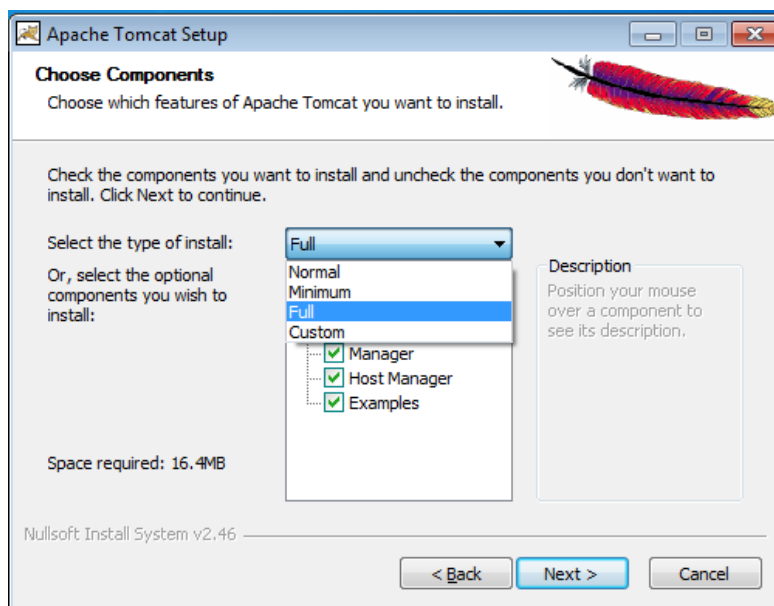 Apache Tomcat Setup
Choose Components
Choose which features of Apache Tomcat you want to install.
Check the components you want to install and uncheck the components you don't want to
install. Click Next to continue.
Select the type of install:
Full
Normal
Minimum
Full
Custom
Or, select the optional
components you wish to
install:
Manager
Host Manager
Examples
Description
Position your mouse
over a component to
see its description.
Space required: 16.4MB
Nullsoft Install System v2.46
< Back
Next >
Cancel